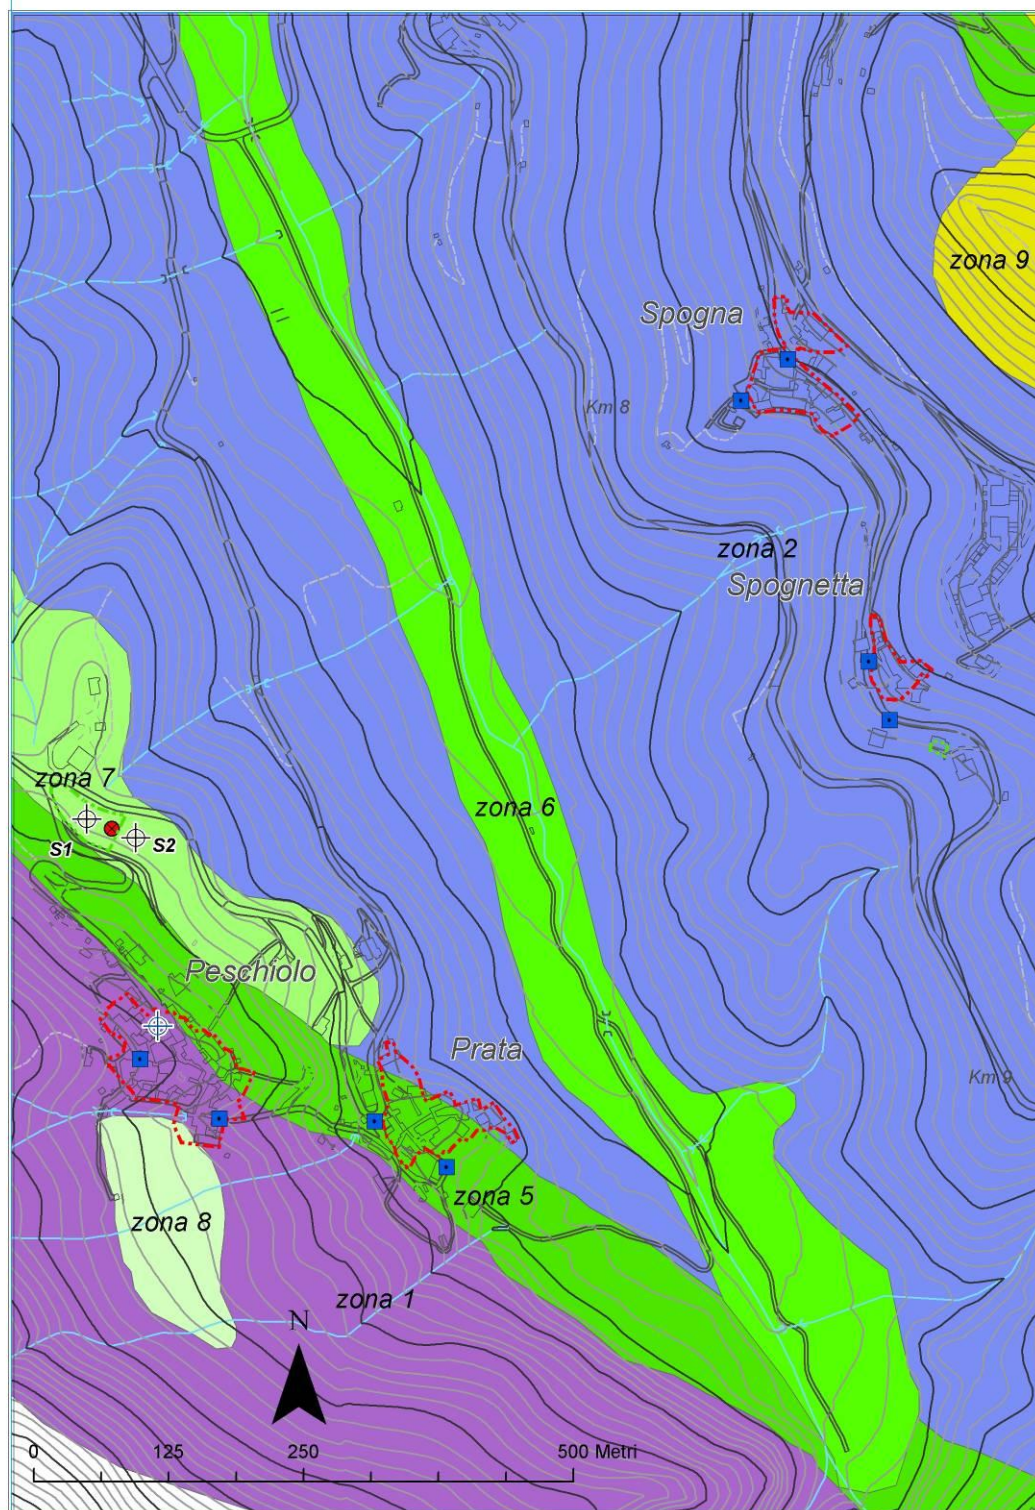 zona 9
Spogna
Km 8
zona 2
Spognetta
zona 7
zona 6
S1
S2
Peschiolo
Prata
Km 9
zona 5
zona 8
zona 1
N
0 125 250 500 Metri